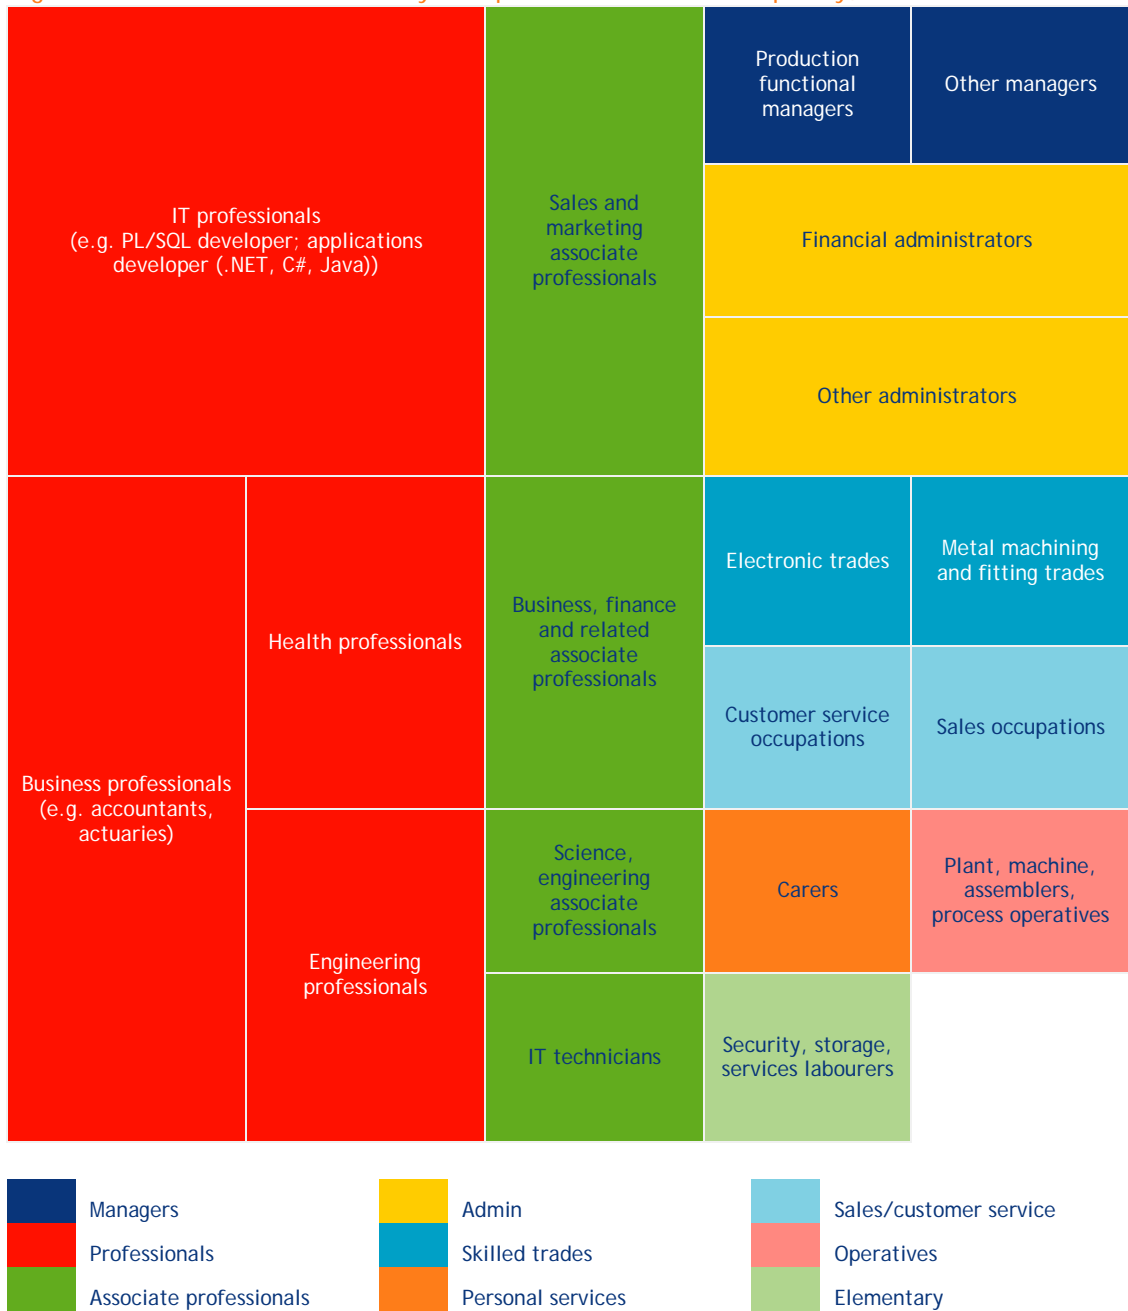 Production
functional
managers
Other managers
IT professionals
(e.g. PL/SQL developer; applications
developer (.NET, C#, Java))
Sales and
marketing
associate
professionals
Financial administrators
Other administrators
Electronic trades
Metal machining
and fitting trades
Health professionals
Business, finance
and related
associate
professionals
Customer service
occupations
Sales occupations
Business professionals
(e.g. accountants,
actuaries)
Science,
engineering
associate
professionals
Carers
Plant, machine,
assemblers,
process operatives
Engineering
professionals
IT technicians
Security, storage,
services labourers
Managers
Admin
Sales/customer service
Professionals
Skilled trades
Operatives
Associate professionals
Personal services
Elementary